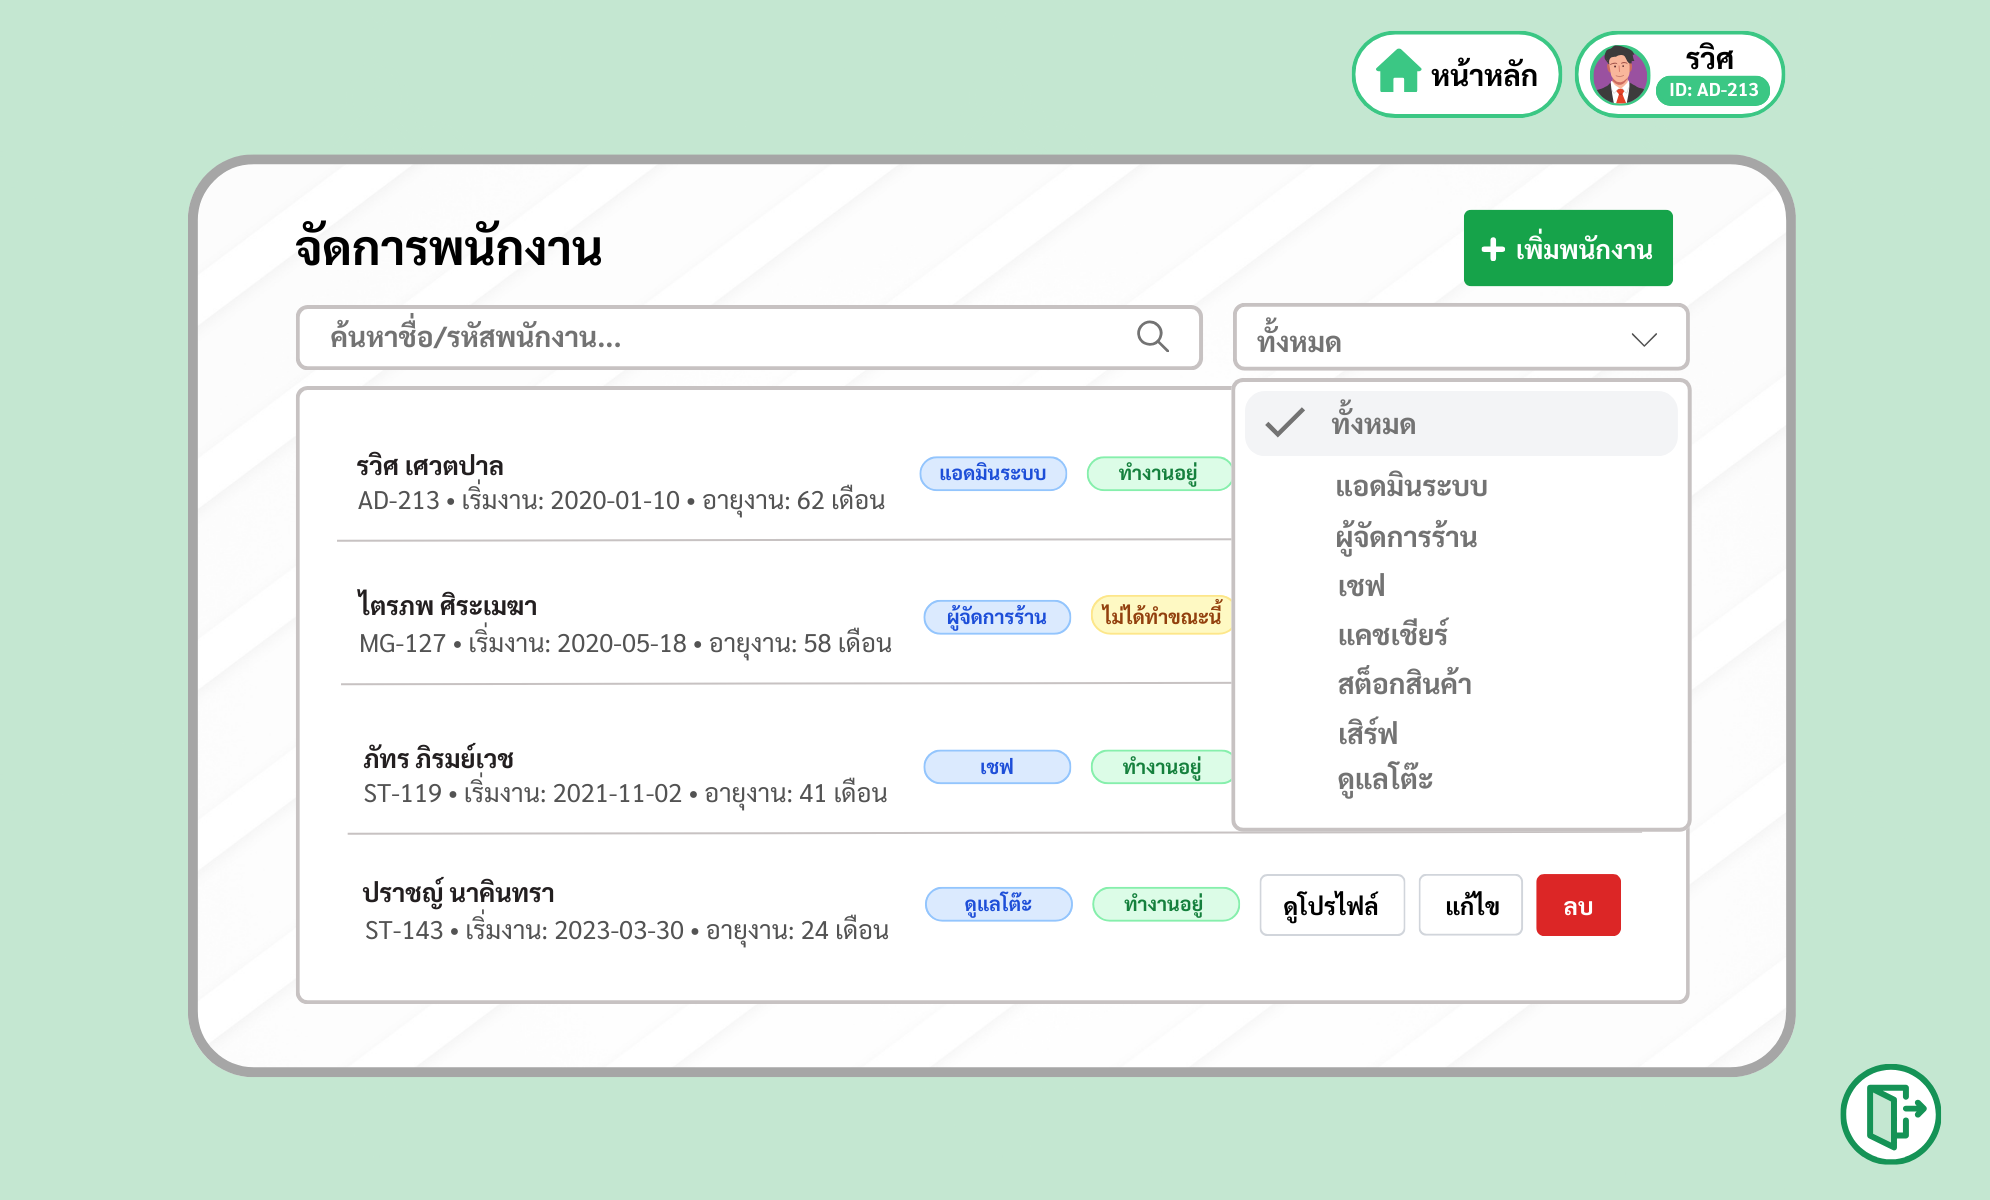 หน้าหลัก
รวิศ
ID: AD-213
จัดการพนักงาน
เพิ่มพนักงาน
ค้นหาชื่อ/รหัสพนักงาน...
ทั้งหมด
ทั้งหมด
แอดมินระบบ
ผู้จัดการร้าน
เชฟ
แคชเชียร์
สต็อกสินค้า
เสิร์ฟ
ดูแลโต๊ะ
รวิศ เศวตปาล
AD-213 • เริ่มงาน: 2020-01-10 • อายุงาน: 62 เดือน
แอดมินระบบ
ทำงานอยู่
ไตรภพ ศิระเมฆา
MG-127 • เริ่มงาน: 2020-05-18 • อายุงาน: 58 เดือน
ผู้จัดการร้าน
ไม่ได้ทำขณะนี้
ภัทร ภิรมย์เวช
ST-119 • เริ่มงาน: 2021-11-02 • อายุงาน: 41 เดือน
เชฟ
ทำงานอยู่
ปราชญ์ นาคินทรา
ST-143 • เริ่มงาน: 2023-03-30 • อายุงาน: 24 เดือน
ดูแลโต๊ะ
ทำงานอยู่
ดูโปรไฟล์
แก้ไข
ลบ